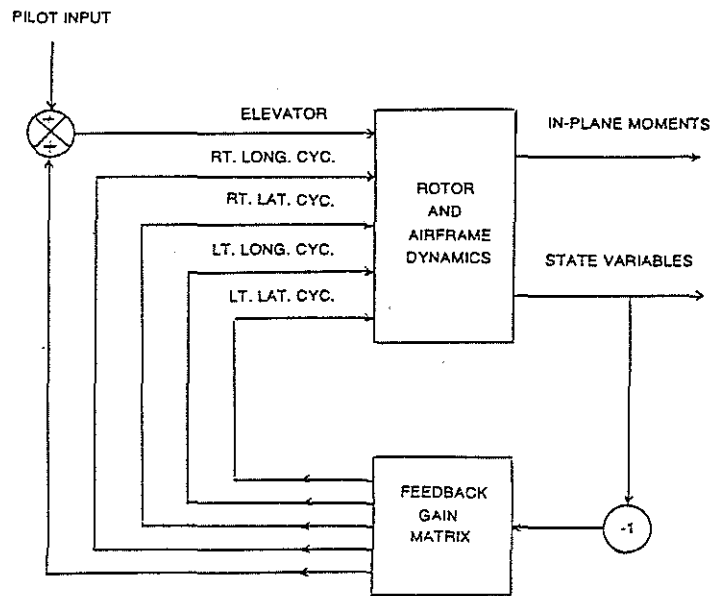 PILOT INPUT
+
+
ELEVATOR
RT. LONG. CYC.
RT. LAT. CYC.
LT. LONG. CYC.
LT. LAT. CYC.
ROTOR
AND
AIRFRAME
DYNAMICS
IN-PLANE MOMENTS
STATE VARIABLES
FEEDBACK
GAIN
MATRIX
-1